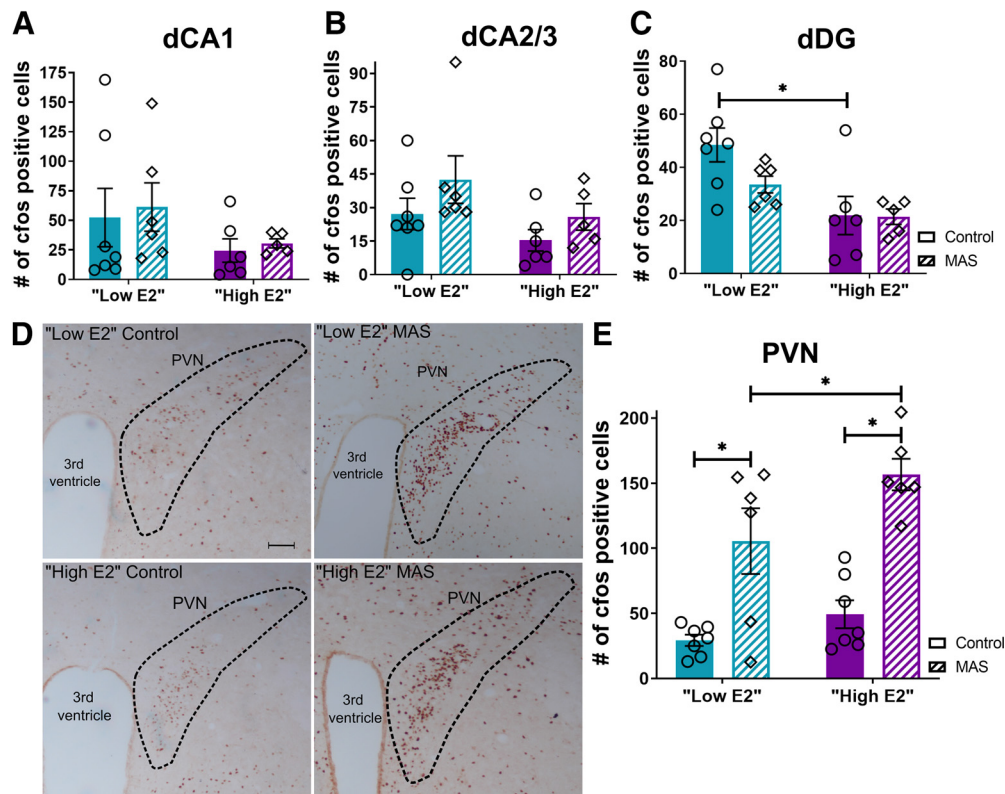 A
dCA1
# of cfos positive cells
175
150
125
100
75
50
25
0
"Low E2"
"High E2"
B
dCA2/3
# of cfos positive cells
90
75
60
45
30
15
0
"Low E2"
"High E2"
C
dDG
# of cfos positive cells
80
60
40
20
0
*
"Low E2"
"High E2"
Control
MAS
D
"Low E2" Control
PVN
3rd
ventricle
"Low E2" MAS
PVN
3rd
ventricle
"High E2" Control
PVN
3rd
ventricle
"High E2" MAS
PVN
3rd
ventricle
E
PVN
# of cfos positive cells
200
150
100
50
0
*
*
*
"Low E2"
"High E2"
Control
MAS